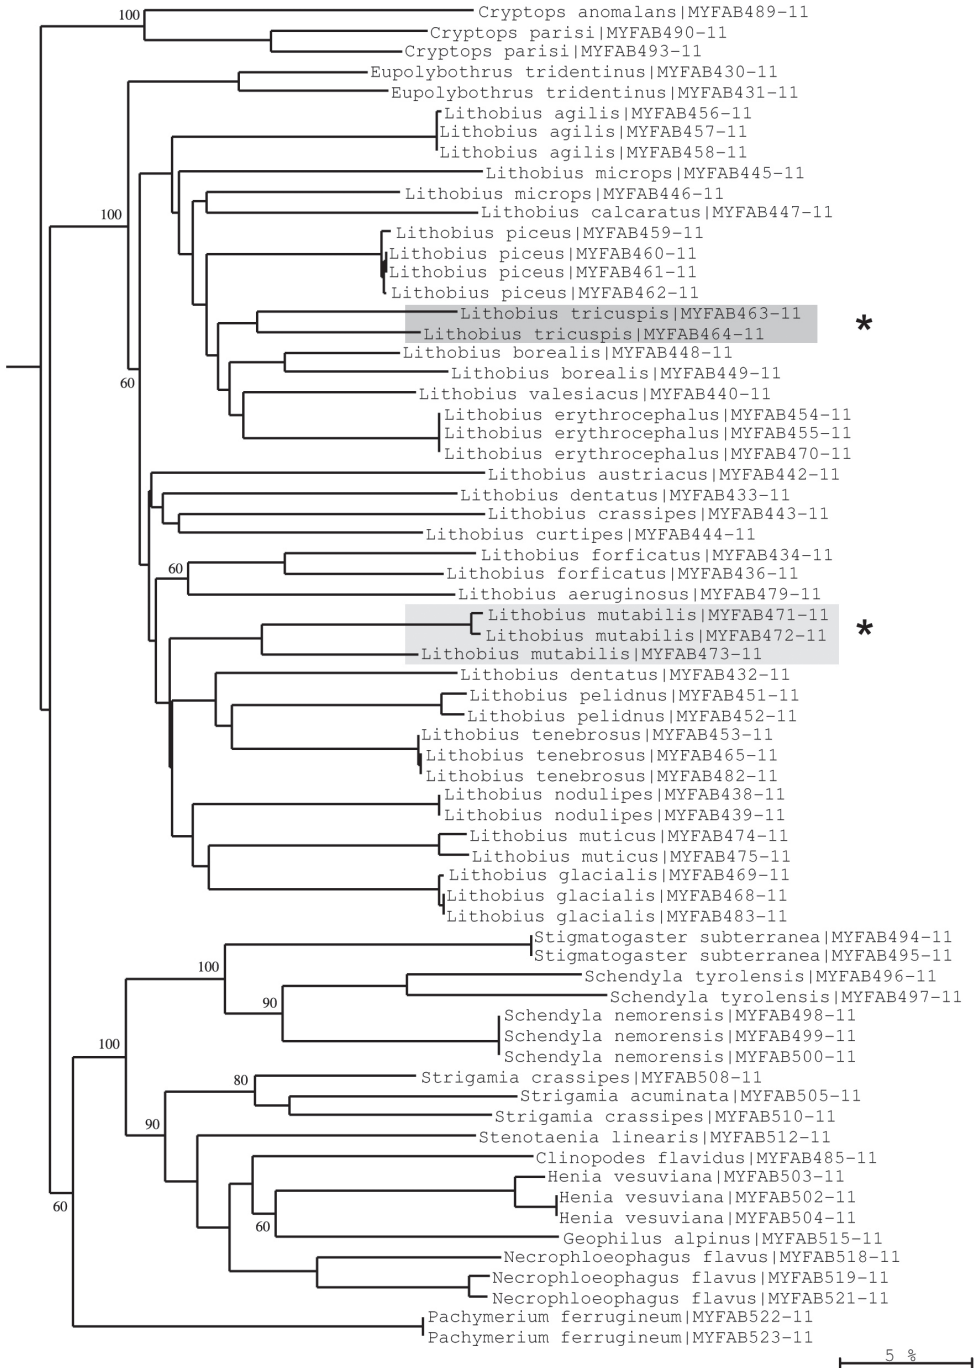 Cryptops anomalans|MYFAB489-11
100
Cryptops parisi|MYFAB490-11
Cryptops parisi|MYFAB493-11
Eupolybothrus tridentinus|MYFAB430-11
Eupolybothrus tridentinus|MYFAB431-11
Lithobius agilis|MYFAB456-11
Lithobius agilis|MYFAB457-11
Lithobius agilis|MYFAB458-11
Lithobius microps|MYFAB445-11
Lithobius microps|MYFAB446-11
100
Lithobius calcaratus|MYFAB447-11
Lithobius piceus|MYFAB459-11
Lithobius piceus|MYFAB460-11
Lithobius piceus|MYFAB461-11
Lithobius piceus|MYFAB462-11
Lithobius tricuspis|MYFAB463-11
*
Lithobius tricuspis|MYFAB464-11
Lithobius borealis|MYFAB448-11
Lithobius borealis|MYFAB449-11
60
Lithobius valesiacus|MYFAB440-11
Lithobius erythrocephalus|MYFAB454-11
Lithobius erythrocephalus|MYFAB455-11
Lithobius erythrocephalus|MYFAB470-11
Lithobius austriacus|MYFAB442-11
Lithobius dentatus|MYFAB433-11
Lithobius crassipes|MYFAB443-11
Lithobius curtipes|MYFAB444-11
Lithobius forficatus|MYFAB434-11
60
Lithobius forficatus|MYFAB436-11
Lithobius aeruginosus|MYFAB479-11
Lithobius mutabilis|MYFAB471-11
*
Lithobius mutabilis|MYFAB472-11
Lithobius mutabilis|MYFAB473-11
Lithobius dentatus|MYFAB432-11
Lithobius pelidnus|MYFAB451-11
Lithobius pelidnus|MYFAB452-11
Lithobius tenebrosus|MYFAB453-11
Lithobius tenebrosus|MYFAB465-11
Lithobius tenebrosus|MYFAB482-11
Lithobius nodulipes|MYFAB438-11
Lithobius nodulipes|MYFAB439-11
Lithobius muticus|MYFAB474-11
Lithobius muticus|MYFAB475-11
Lithobius glacialis|MYFAB469-11
Lithobius glacialis|MYFAB468-11
Lithobius glacialis|MYFAB483-11
Stigmatogaster subterranea|MYFAB494-11
Stigmatogaster subterranea|MYFAB495-11
100
Schendyla tyrolensis|MYFAB496-11
Schendyla tyrolensis|MYFAB497-11
90
Schendyla nemorensis|MYFAB498-11
Schendyla nemorensis|MYFAB499-11
100
Schendyla nemorensis|MYFAB500-11
Strigamia crassipes|MYFAB508-11
80
Strigamia acuminata|MYFAB505-11
Strigamia crassipes|MYFAB510-11
90
Stenotaenia linearis|MYFAB512-11
Clinopodes flavidus|MYFAB485-11
Henia vesuviana|MYFAB503-11
Henia vesuviana|MYFAB502-11
60
Henia vesuviana|MYFAB504-11
60
Geophilus alpinus|MYFAB515-11
Necrophloeophagus flavus|MYFAB518-11
Necrophloeophagus flavus|MYFAB519-11
Necrophloeophagus flavus|MYFAB521-11
Pachymerium ferrugineum|MYFAB522-11
Pachymerium ferrugineum|MYFAB523-11
5 %